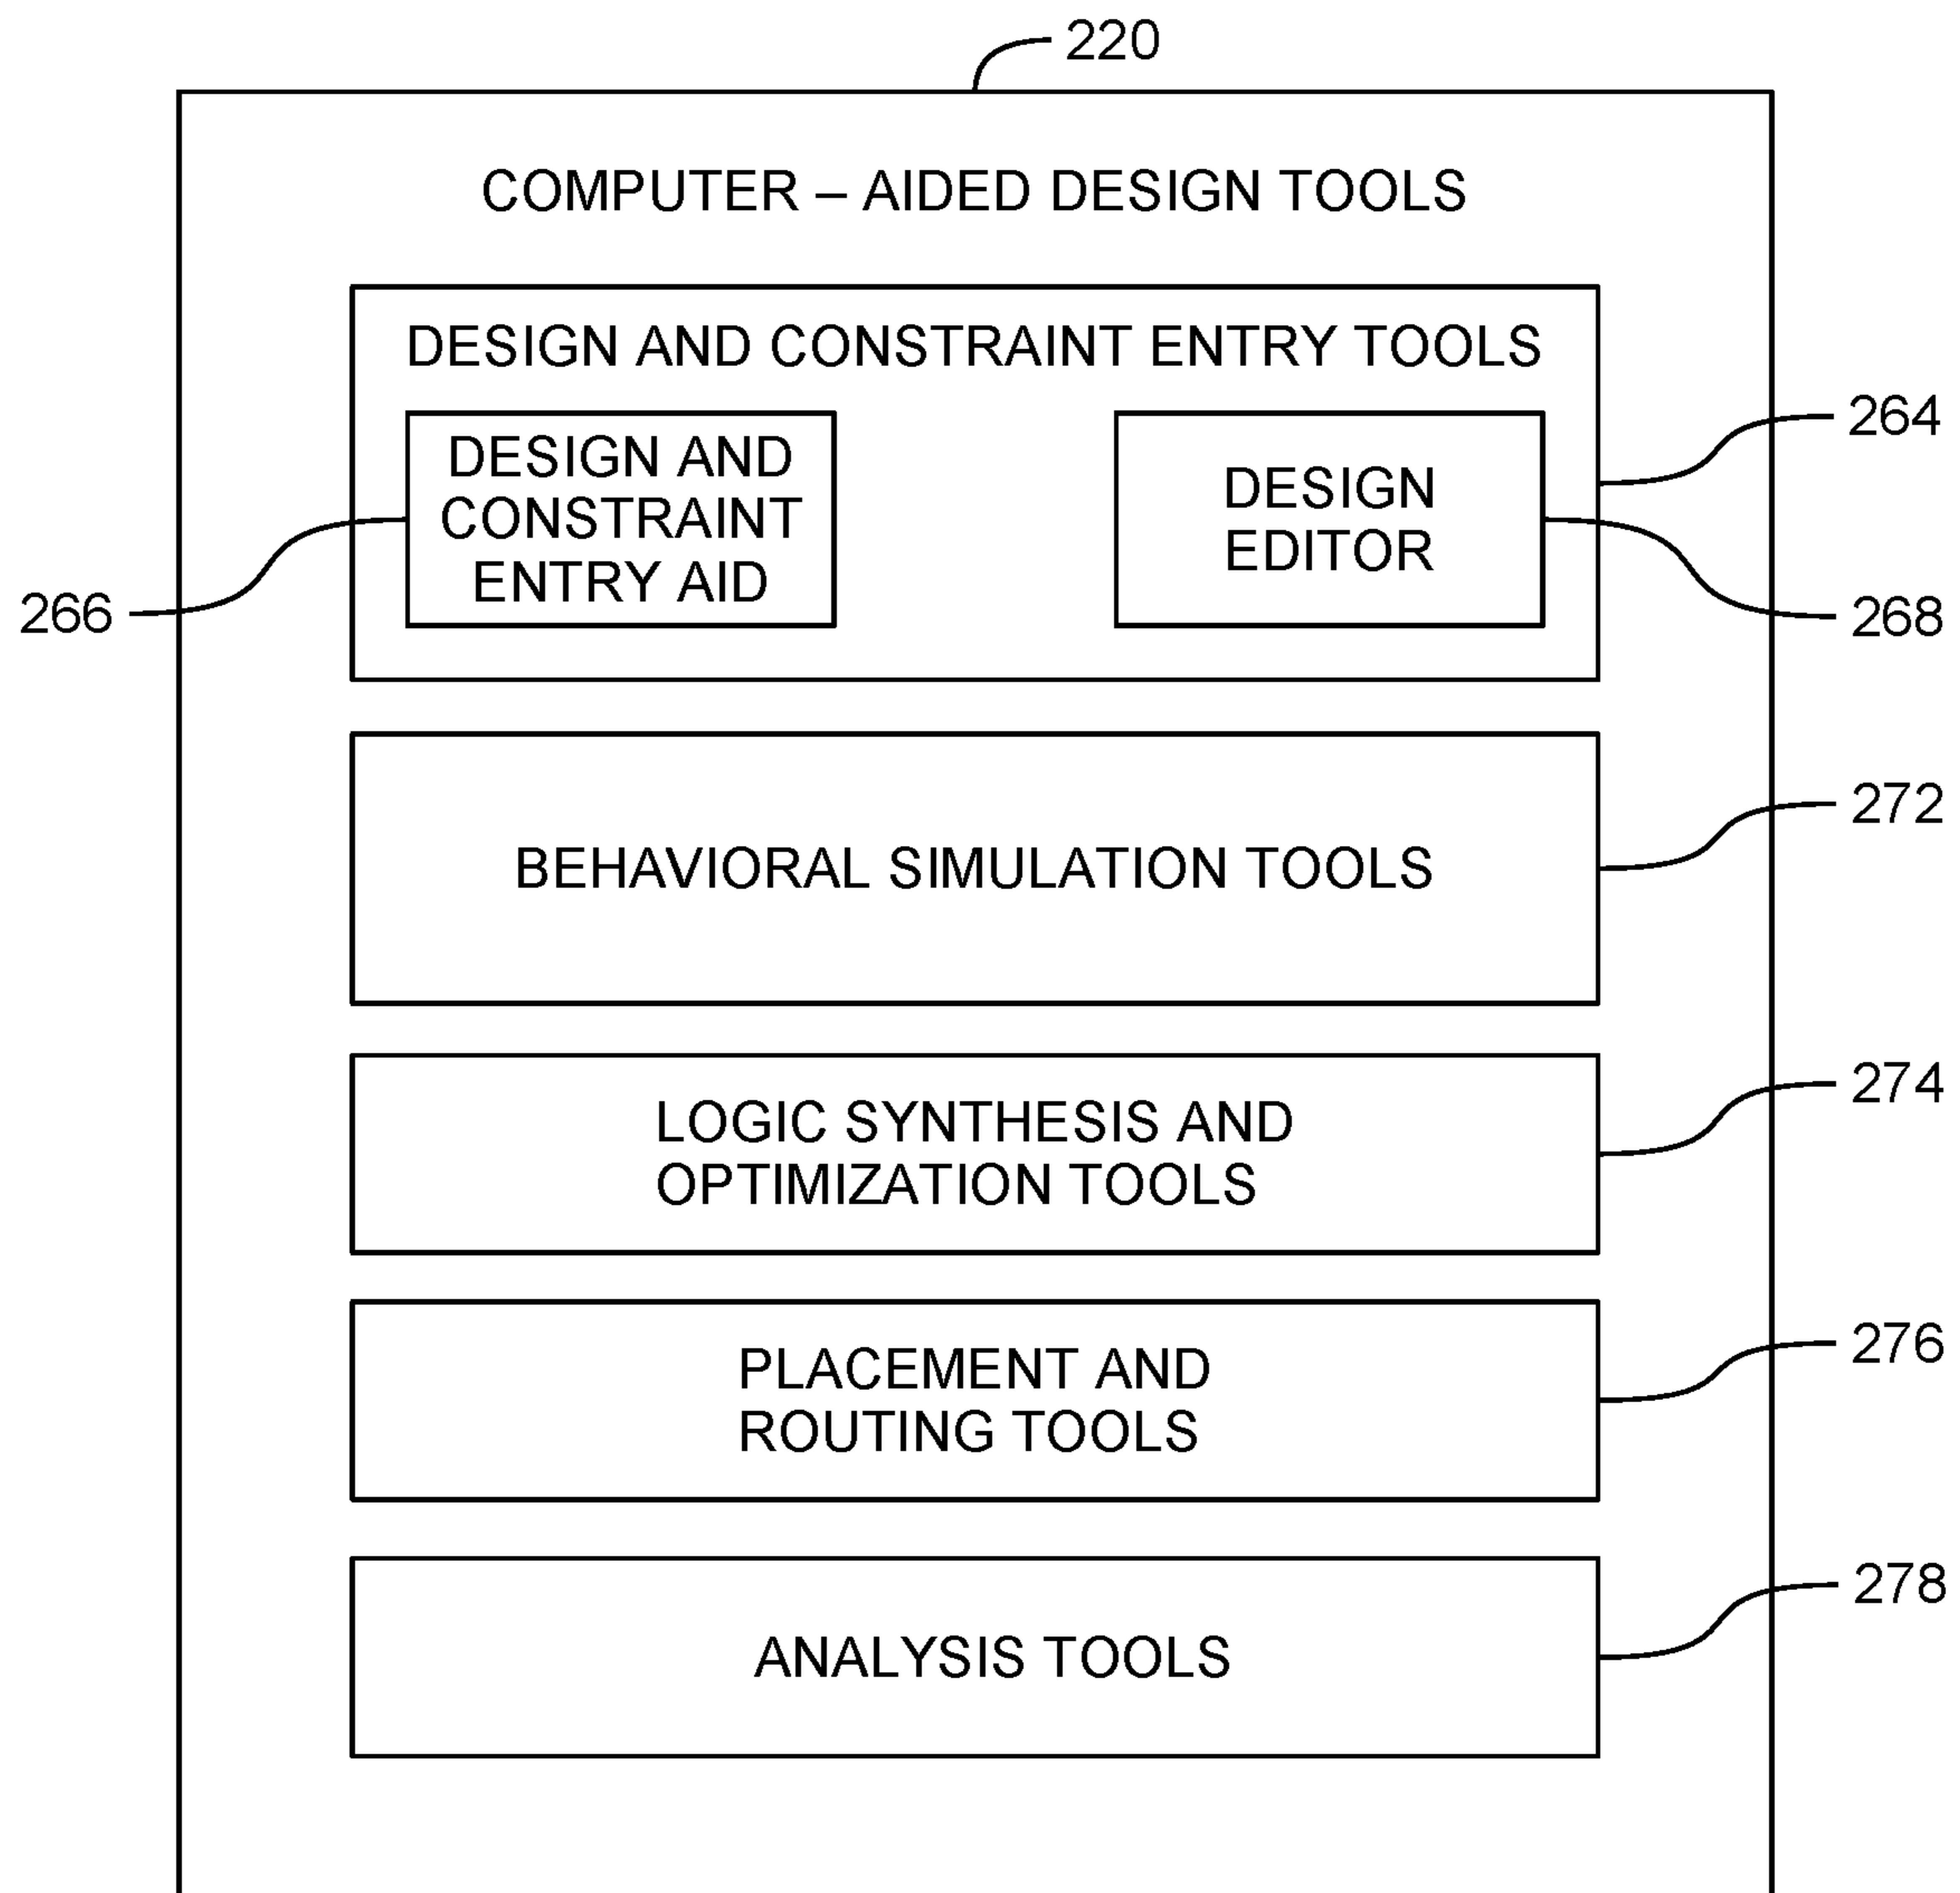 220
COMPUTER – AIDED DESIGN TOOLS
DESIGN AND CONSTRAINT ENTRY TOOLS
264
DESIGN AND
CONSTRAINT
ENTRY AID
DESIGN
EDITOR
266
268
BEHAVIORAL SIMULATION TOOLS
272
LOGIC SYNTHESIS AND
OPTIMIZATION TOOLS
274
PLACEMENT AND
ROUTING TOOLS
276
ANALYSIS TOOLS
278